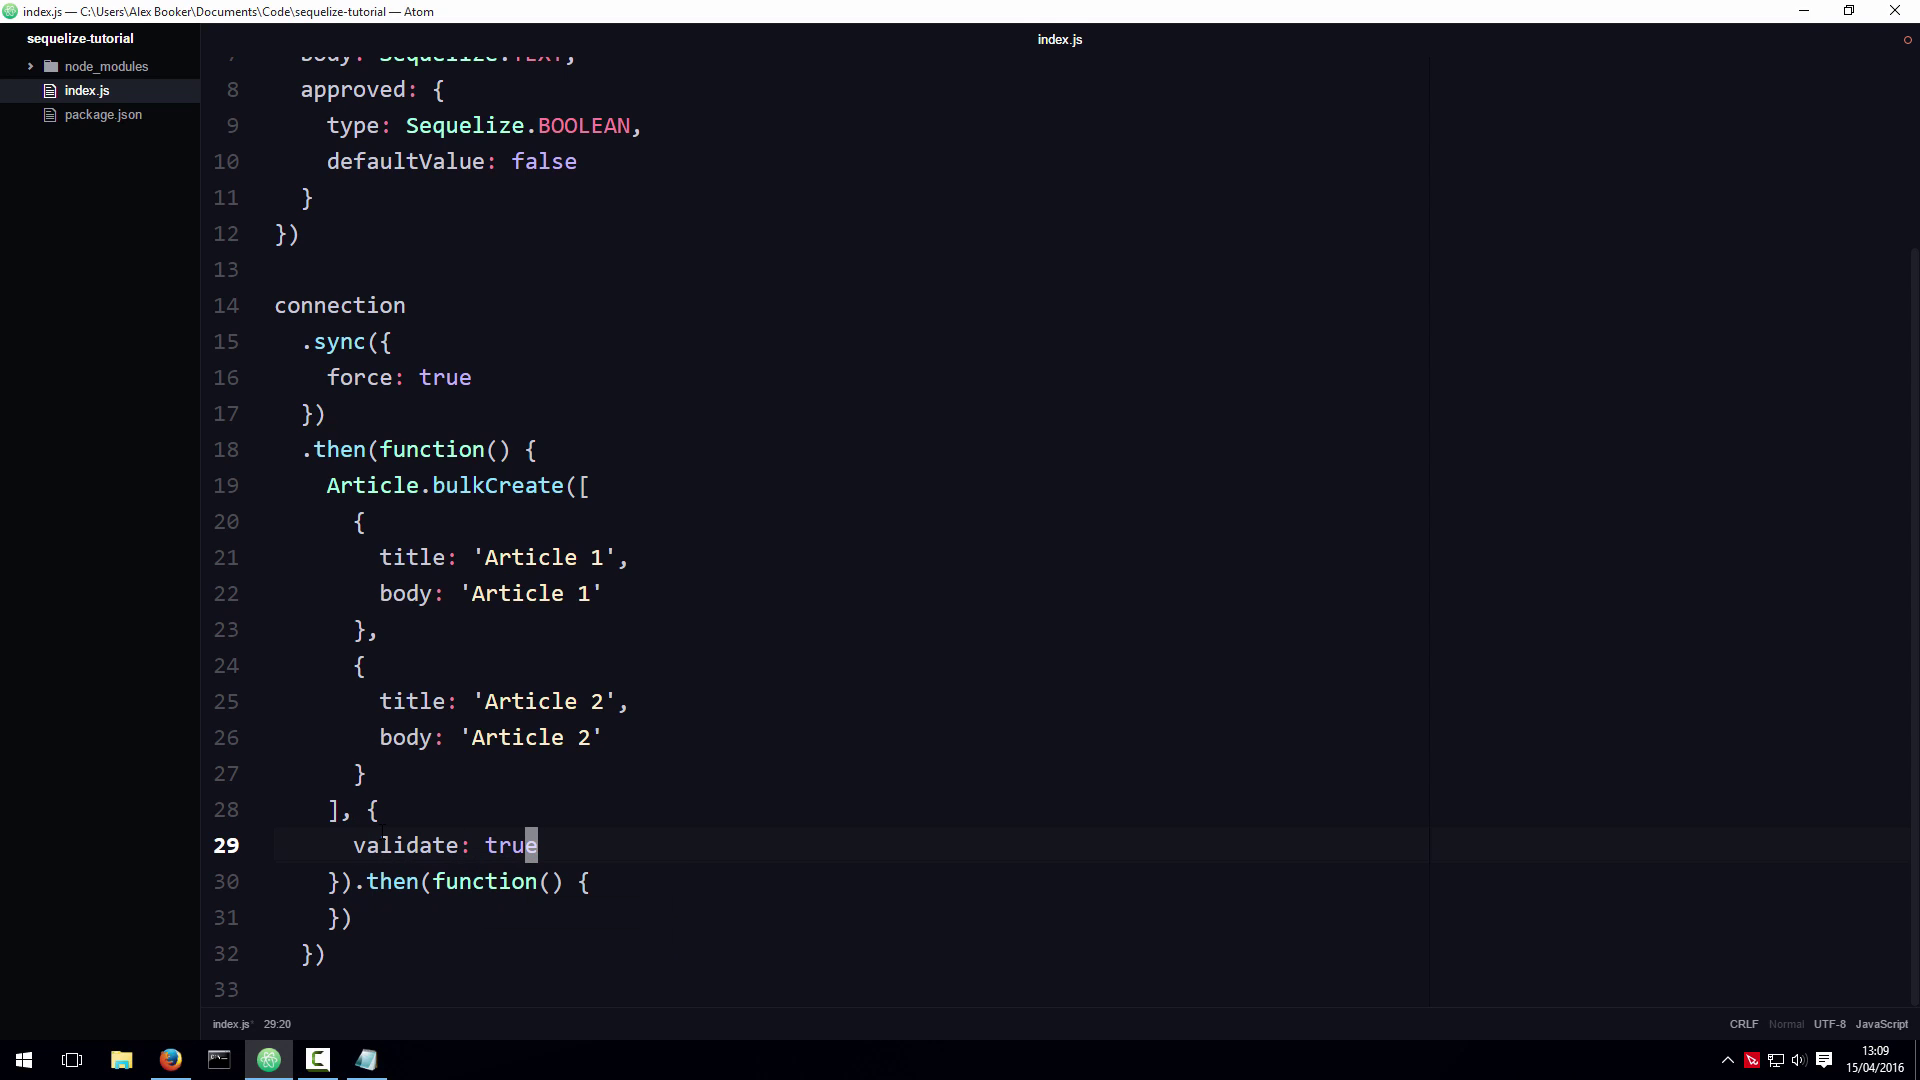 index.js — C:\Users\Alex Booker\Documents\Code\sequelize-tutorial — Atom
sequelize-tutorial
node_modules
index.js
package.json
index.js
7 body: Sequelize.TEXT,
8 approved: {
9 type: Sequelize.BOOLEAN,
10 defaultValue: false
11 }
12 })
13
14 connection
15 .sync({
16 force: true
17 })
18 .then(function() {
19 Article.bulkCreate([
20 {
21 title: 'Article 1',
22 body: 'Article 1'
23 },
24 {
25 title: 'Article 2',
26 body: 'Article 2'
27 }
28 ], {
29 validate: true
30 }).then(function() {
31 })
32 })
33
index.js* 29:20
CRLF Normal UTF-8 JavaScript
13:09
15/04/2016